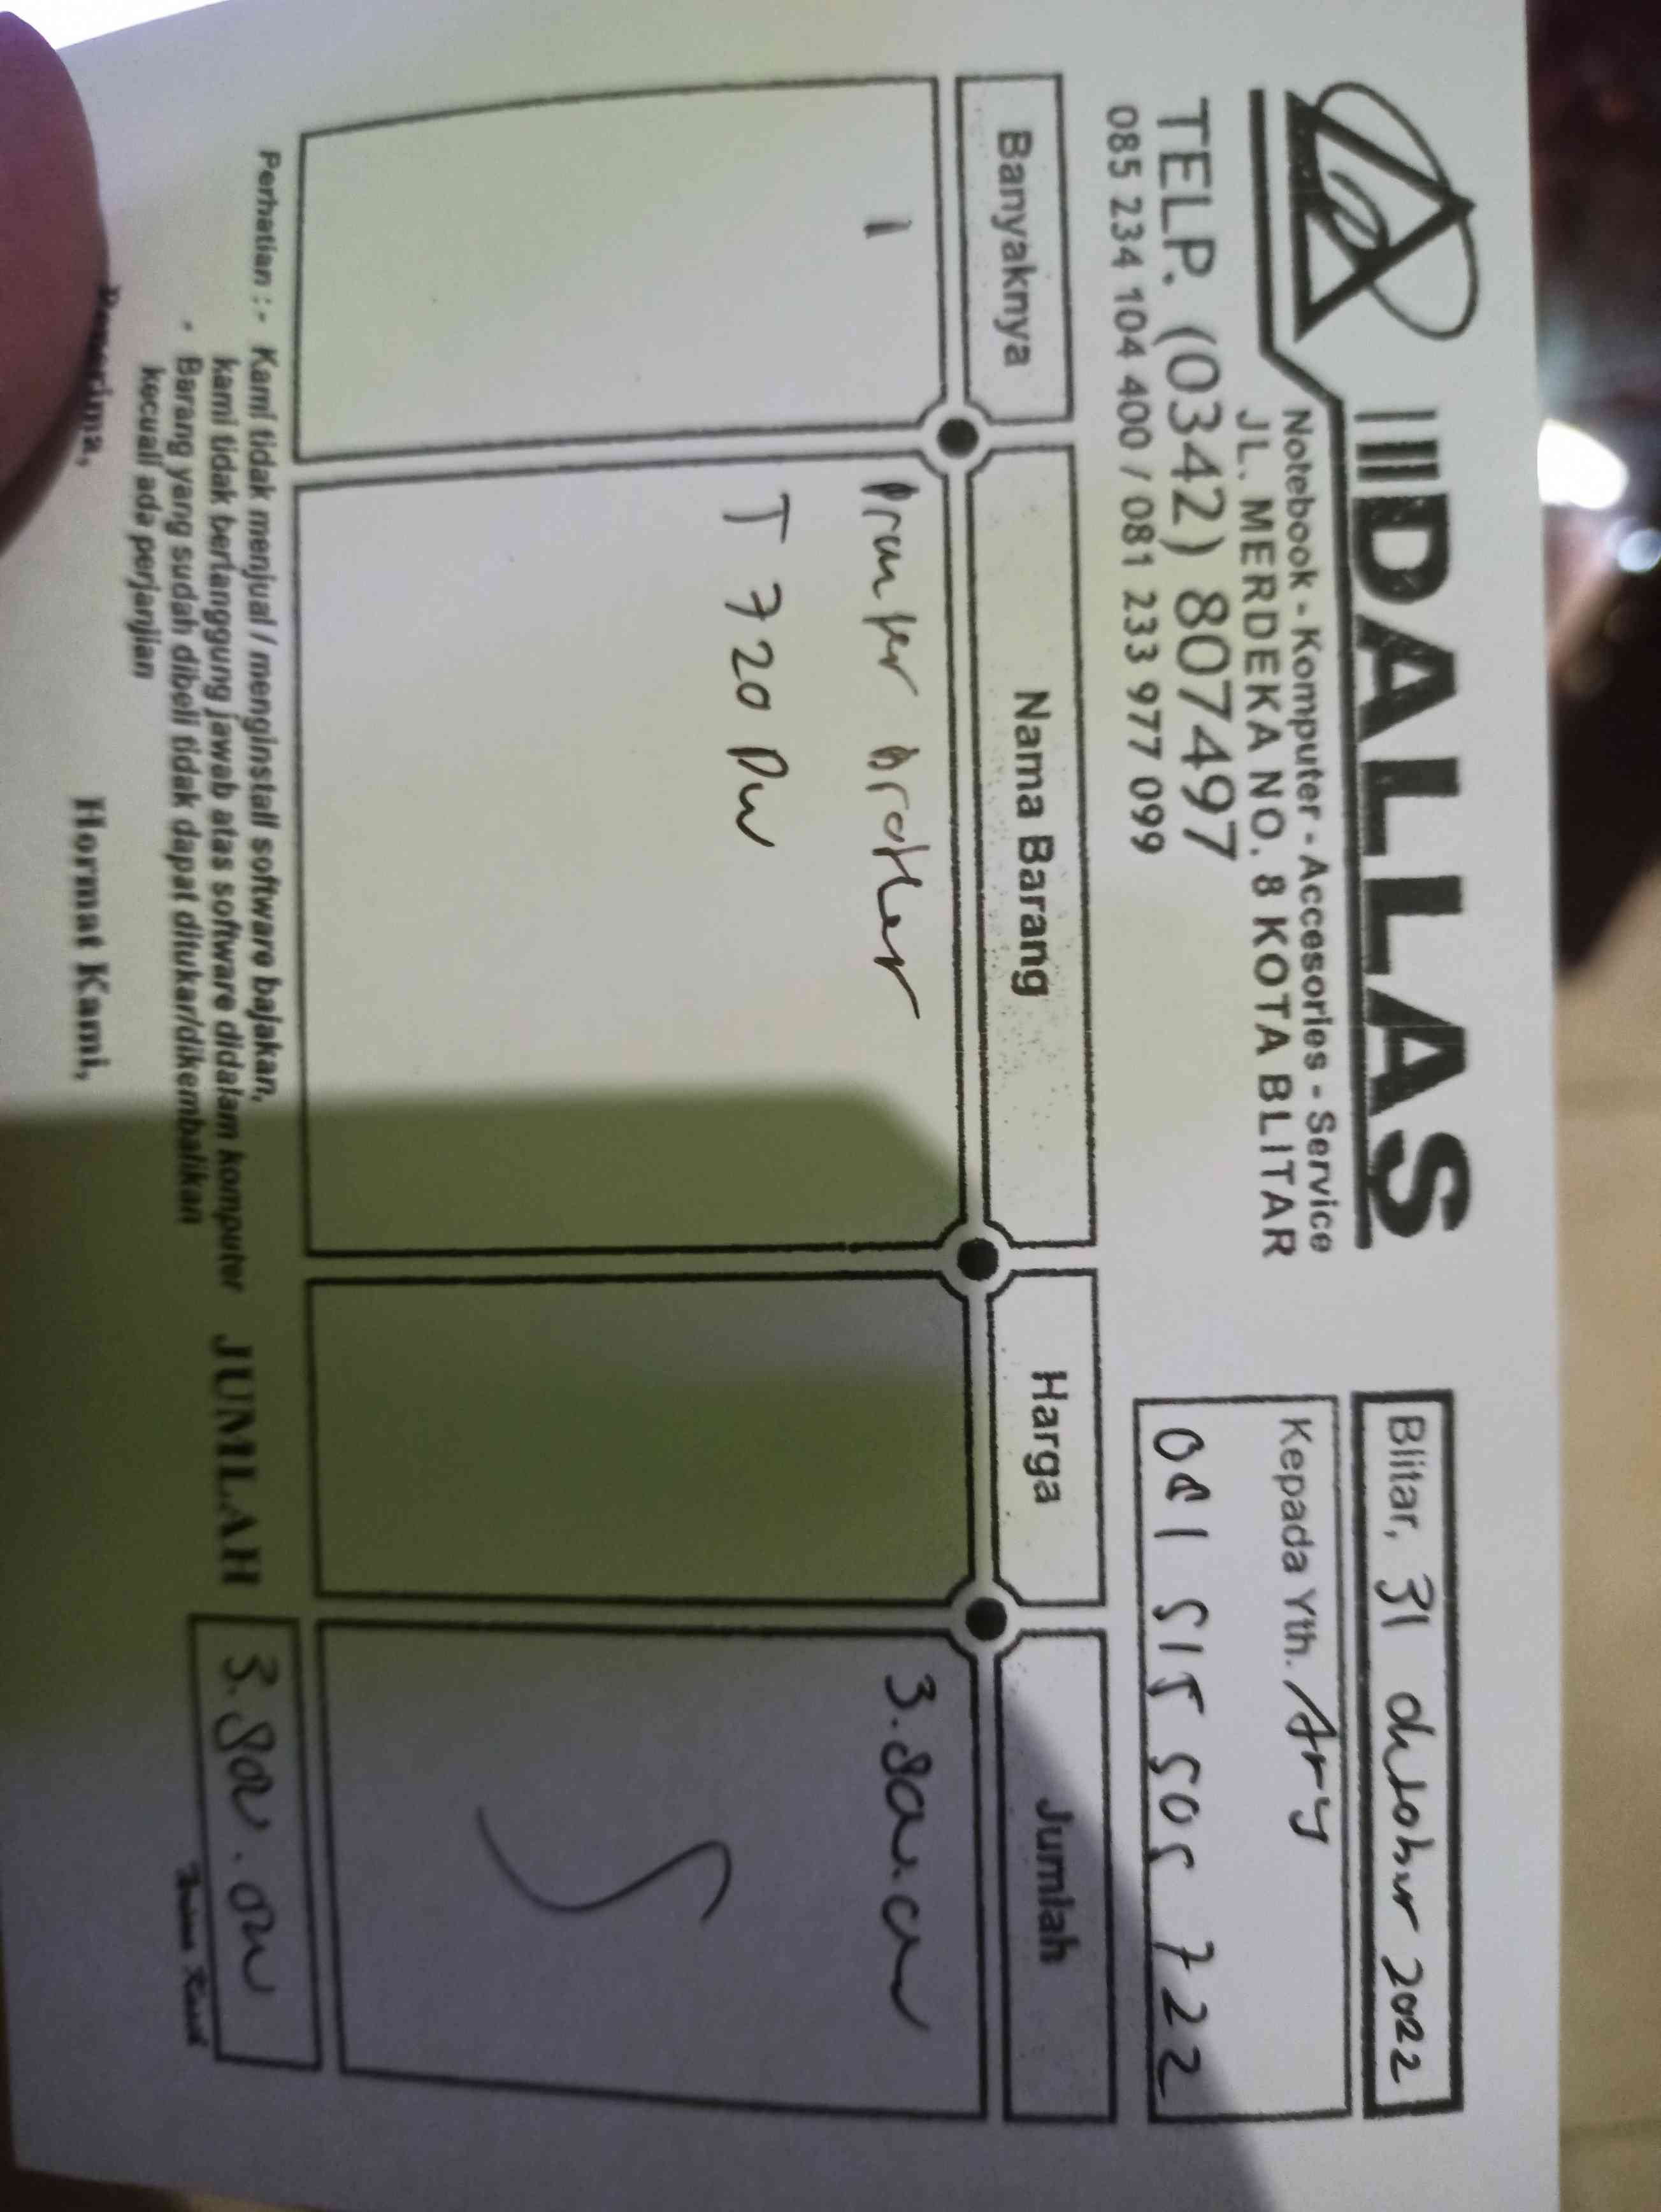 DALLAS
Notebook - Komputer - Accesories - Service
JL. MERDEKA NO. 8 KOTA BLITAR
TELP. (0342) 807497
085 234 104 400 / 081 233 977 099
Blitar, 31 desember 2022
Kepada Yth. Ary
081 515 505 722
Banyaknya Nama Barang Harga Jumlah
1 Printer brother 3.800.000
T 720 DW
Perhatian : - Kami tidak menjual / menginstall software bajakan,
kami tidak bertanggung jawab atas software didalam komputer
- Barang yang sudah dibeli tidak dapat ditukar/dikembalikan
kecuali ada perjanjian
JUMLAH 3.800.000
Penerima, Hormat Kami,